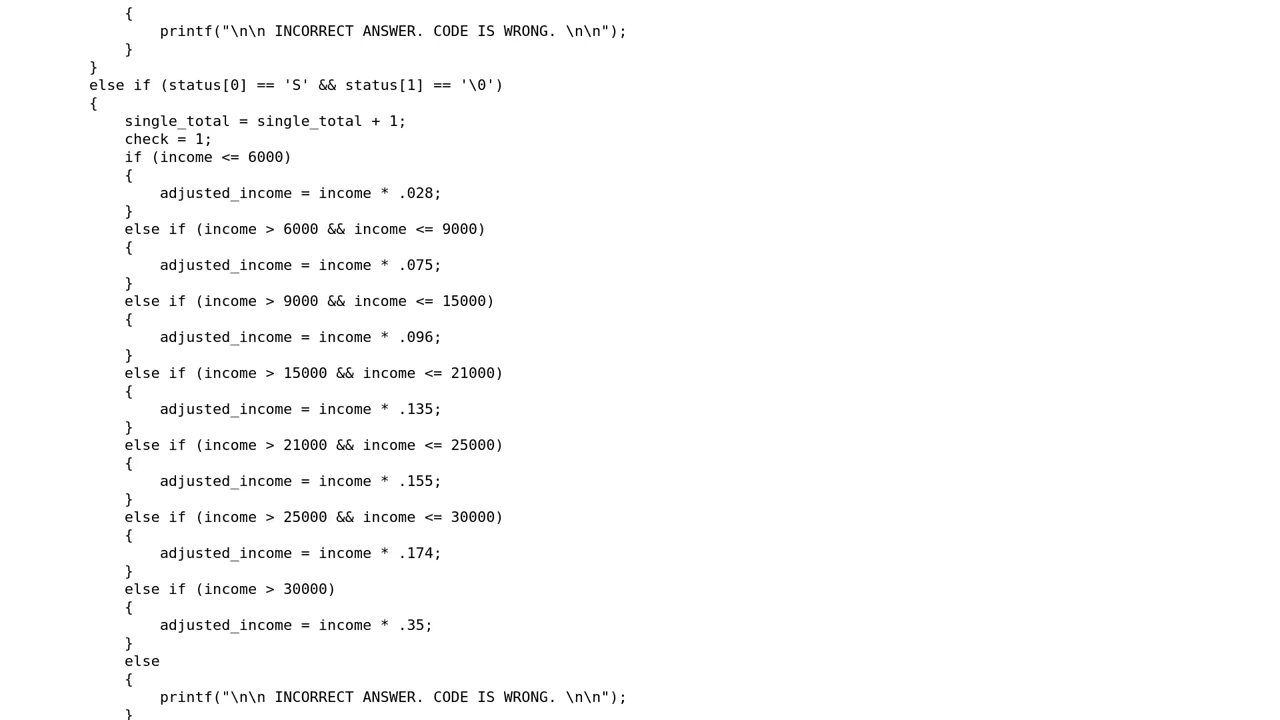 {
                printf("\n\n INCORRECT ANSWER. CODE IS WRONG. \n\n");
            }
        }
        else if (status[0] == 'S' && status[1] == '\0')
        {
            single_total = single_total + 1;
            check = 1;
            if (income <= 6000)
            {
                adjusted_income = income * .028;
            }
            else if (income > 6000 && income <= 9000)
            {
                adjusted_income = income * .075;
            }
            else if (income > 9000 && income <= 15000)
            {
                adjusted_income = income * .096;
            }
            else if (income > 15000 && income <= 21000)
            {
                adjusted_income = income * .135;
            }
            else if (income > 21000 && income <= 25000)
            {
                adjusted_income = income * .155;
            }
            else if (income > 25000 && income <= 30000)
            {
                adjusted_income = income * .174;
            }
            else if (income > 30000)
            {
                adjusted_income = income * .35;
            }
            else
            {
                printf("\n\n INCORRECT ANSWER. CODE IS WRONG. \n\n");
            }